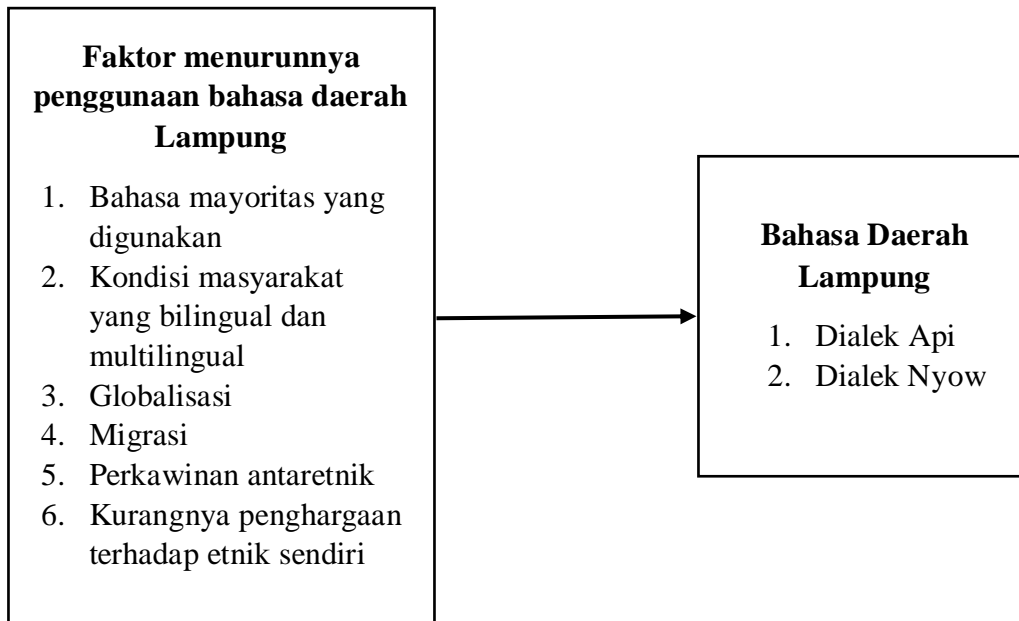 Faktor menurunnya
penggunaan bahasa daerah
Lampung
1. Bahasa mayoritas yang
digunakan
2. Kondisi masyarakat
yang bilingual dan
multilingual
3. Globalisasi
4. Migrasi
5. Perkawinan antaretnik
6. Kurangnya penghargaan
terhadap etnik sendiri
Bahasa Daerah
Lampung
1. Dialek Api
2. Dialek Nyow